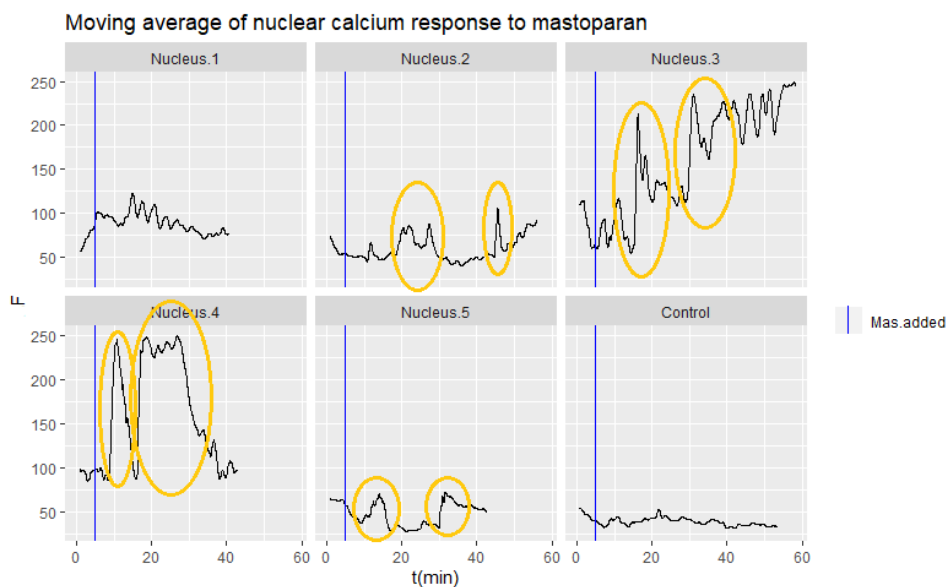 Moving average of nuclear calcium response to mastoparan
Nucleus.1 Nucleus.2 Nucleus.3
250
200
150
100
50
F
Nucleus.4 Nucleus.5 Control
250
200
150
100
50
Mas.added
0 20 40 60 0 20 40 60 0 20 40 60
t(min)